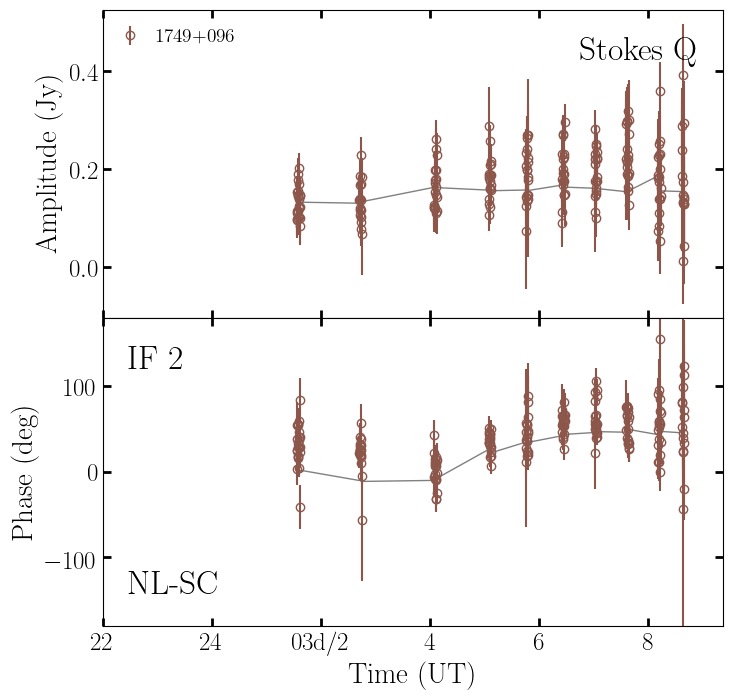 1749+096
Stokes Q
0.4
0.2
0.0
Amplitude (Jy)
IF 2
100
0
−100
Phase (deg)
NL-SC
22 24 03d/2 4 6 8
Time (UT)